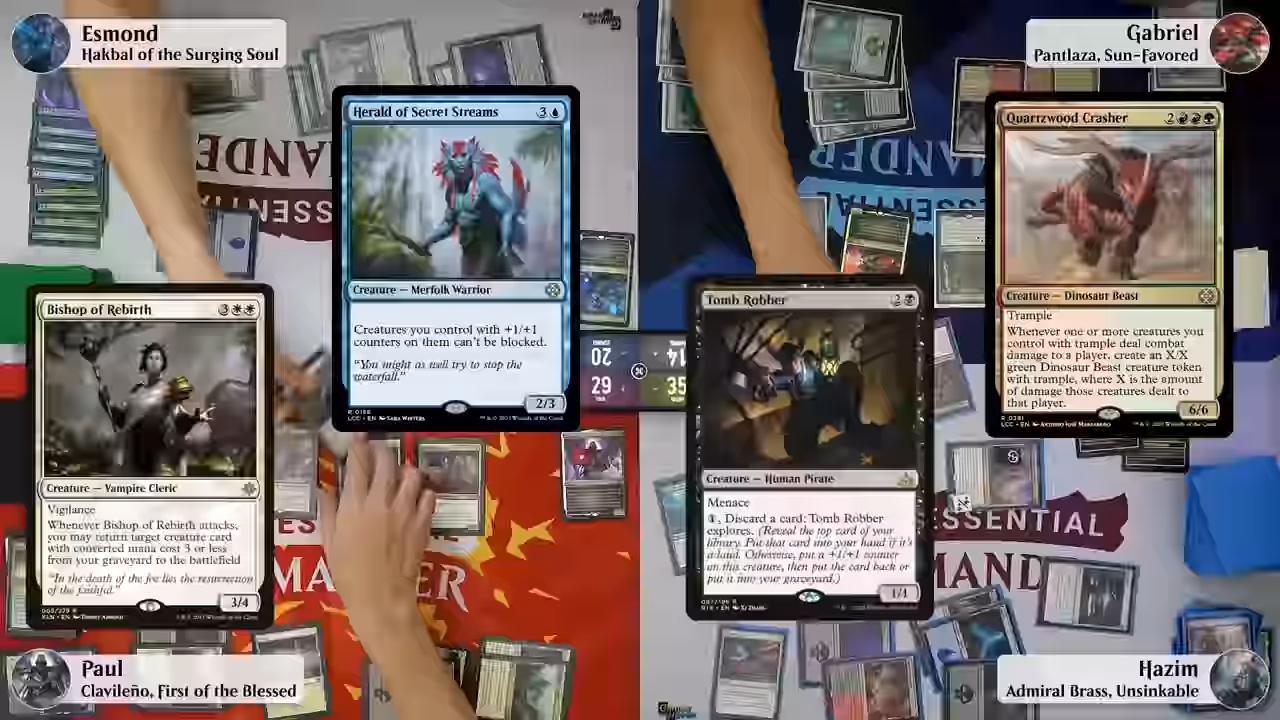 Esmond
Hakbal of the Surging Soul
Gabriel
Pantlaza, Sun-Favored
Herald of Secret Streams 3
Creature — Merfolk Warrior
Creatures you control with +1/+1
counters on them can't be blocked.
"You might as well try to stop the
waterfall."
2/3
Quartzwood Crasher 2
Creature — Dinosaur Beast
Trample
Whenever one or more creatures you
control with trample deal combat
damage to a player, create an X/X
green Dinosaur Beast creature token
with trample, where X is the amount
of damage those creatures dealt to
that player.
6/6
Bishop of Rebirth 3
Creature — Vampire Cleric
Vigilance
Whenever Bishop of Rebirth attacks,
you may return target creature card
with converted mana cost 3 or less
from your graveyard to the battlefield
"In the death of the foe lies the resurrection
of the faithful."
3/4
Tomb Robber 2
Creature — Human Pirate
Menace
1, Discard a card: Tomb Robber
explores. (Reveal the top card of your
library. Put that card into your hand if it's
a land. Otherwise, put a +1/+1 counter
on this creature, then put the card back or
put it into your graveyard.)
1/4
20
14
29
35
ESSENTIAL
Paul
Clavileño, First of the Blessed
Hazim
Admiral Brass, Unsinkable